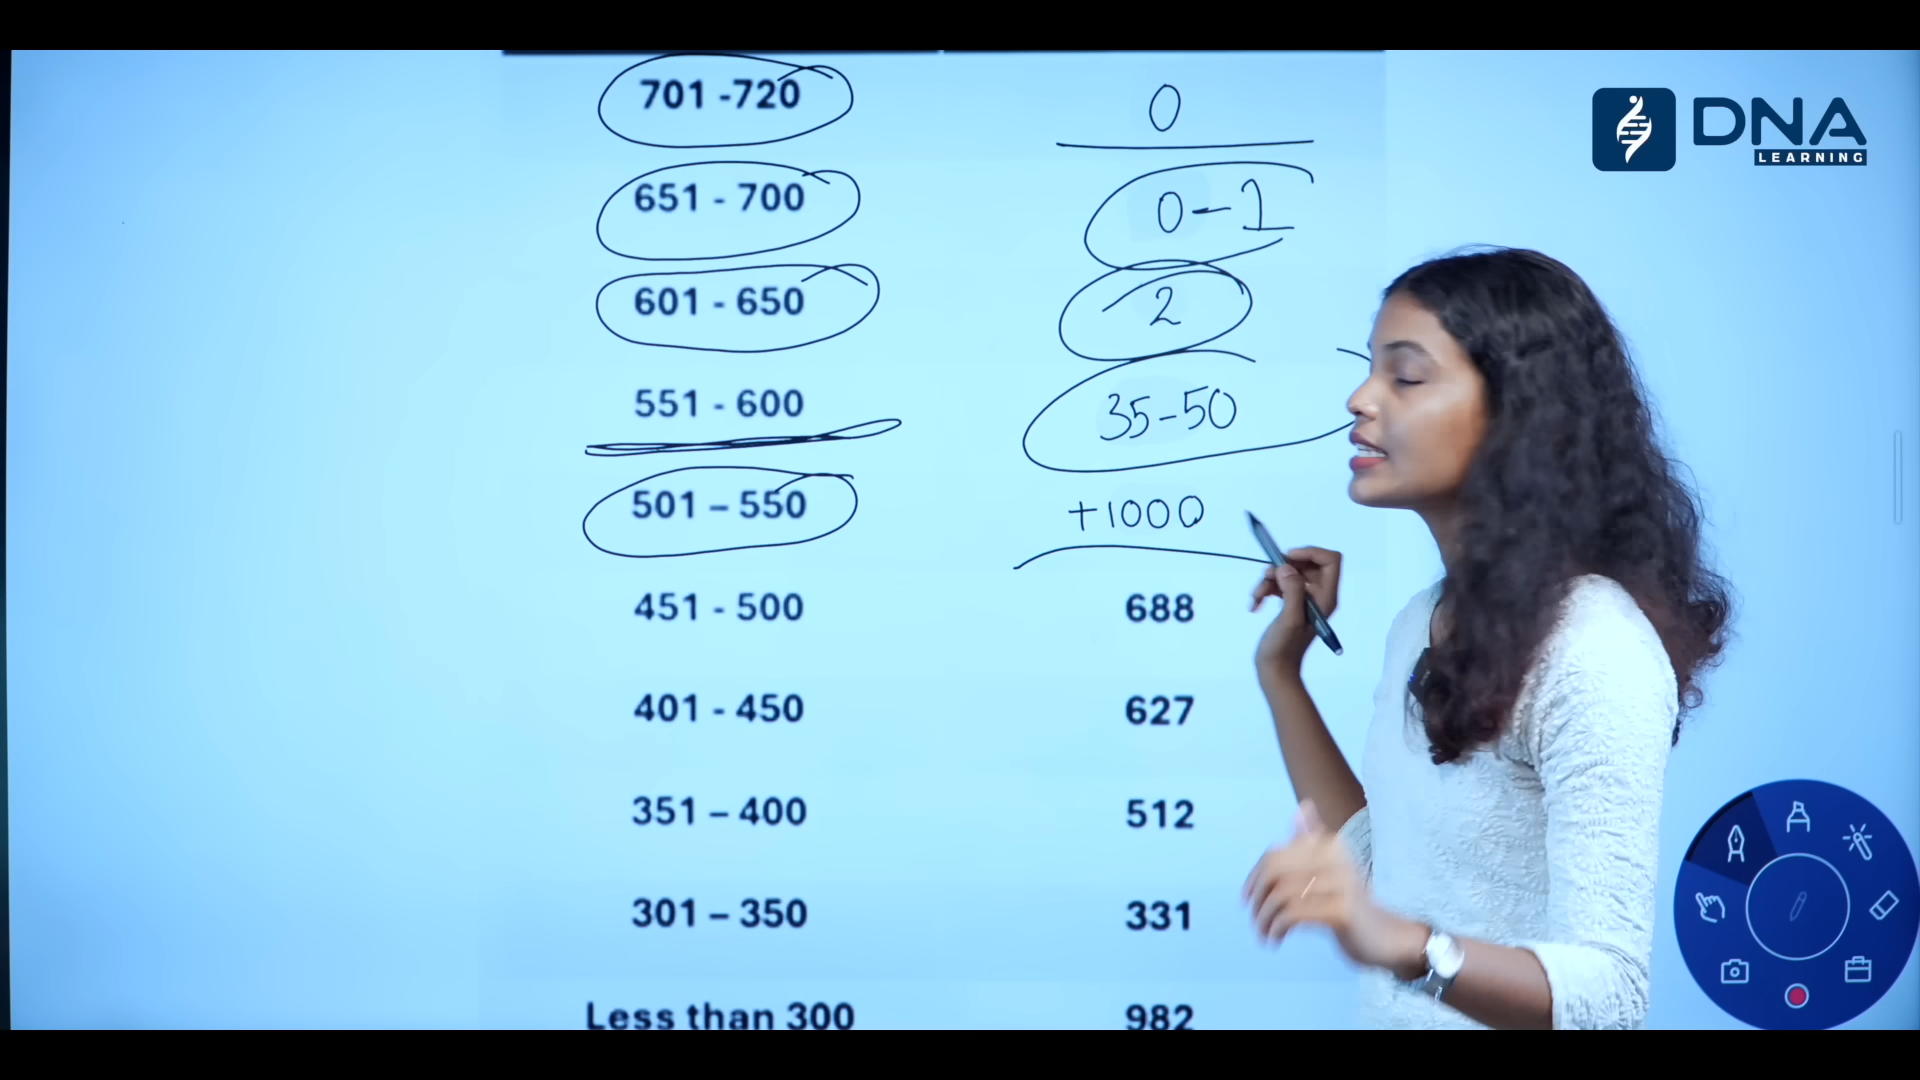 701 -720 0
651 - 700 0-1
601 - 650 2
551 - 600 35-50
501 – 550 +1000
451 - 500 688
401 - 450 627
351 – 400 512
301 – 350 331
Less than 300 982
DNA
LEARNING